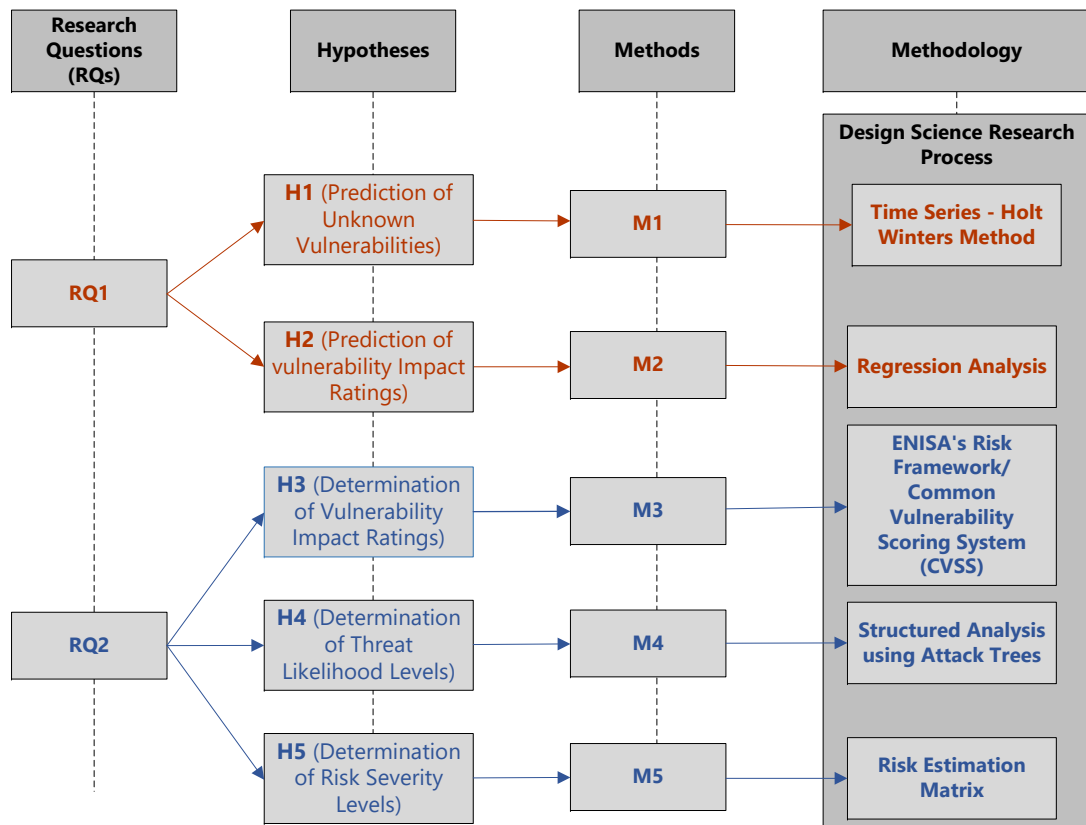 Research
Questions
(RQs)
Hypotheses
Methods
Methodology
Design Science Research
Process
H1 (Prediction of
Unknown
Vulnerabilities)
M1
Time Series - Holt
Winters Method
RQ1
H2 (Prediction of
vulnerability Impact
Ratings)
M2
Regression Analysis
H3 (Determination
of Vulnerability
Impact Ratings)
M3
ENISA's Risk
Framework/
Common
Vulnerability
Scoring System
(CVSS)
RQ2
H4 (Determination
of Threat
Likelihood Levels)
M4
Structured Analysis
using Attack Trees
H5 (Determination
of Risk Severity
Levels)
M5
Risk Estimation
Matrix